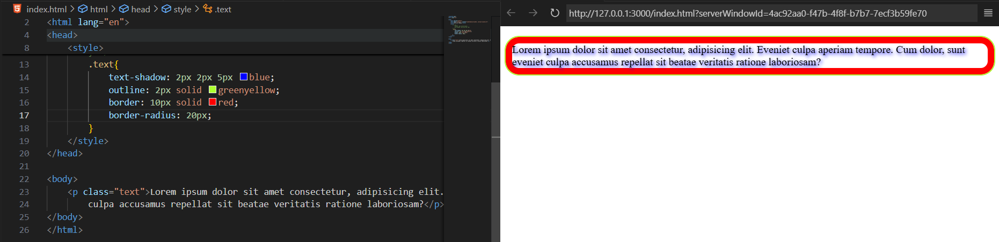 index.html > html > head > style > .text
2 <html lang="en">
4 <head>
8 <style>
13 .text{
14 text-shadow: 2px 2px 5px blue;
15 outline: 2px solid greenyellow;
16 border: 10px solid red;
17 border-radius: 20px;
18 }
19 </style>
20 </head>
21
22 <body>
23 <p class="text">Lorem ipsum dolor sit amet consectetur, adipisicing elit.
24 culpa accusamus repellat sit beatae veritatis ratione laboriosam?</p>
25 </body>
26 </html>
http://127.0.0.1:3000/index.html?serverWindowId=4ac92aa0-f47b-4f8f-b7b7-7ecf3b59fe70
Lorem ipsum dolor sit amet consectetur, adipisicing elit. Eveniet culpa aperiam tempore. Cum dolor, sunt
eveniet culpa accusamus repellat sit beatae veritatis ratione laboriosam?